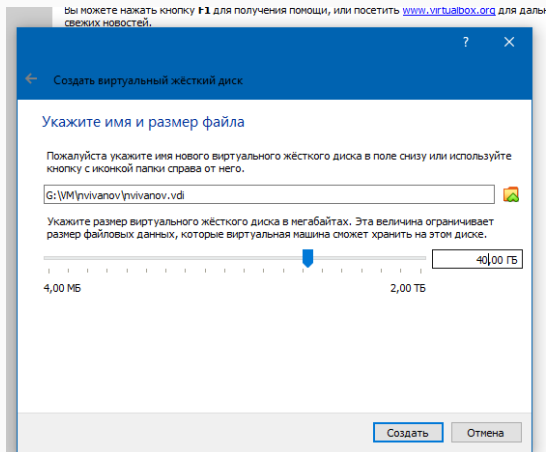 Вы можете нажать кнопку F1 для получения помощи, или посетить www.virtualbox.org для
свежих новостей.
?
Создать виртуальный жёсткий диск
Укажите имя и размер файла
Пожалуйста укажите имя нового виртуального жёсткого диска в поле снизу или используйте
кнопку с иконкой папки справа от него.
G:\VM\nvivanov\nvivanov.vdi
Укажите размер виртуального жёсткого диска в мегабайтах. Эта величина ограничивает
размер файловых данных, которые виртуальная машина сможет хранить на этом диске.
40,00 ГБ
4,00 МБ 2,00 ТБ
Создать Отмена